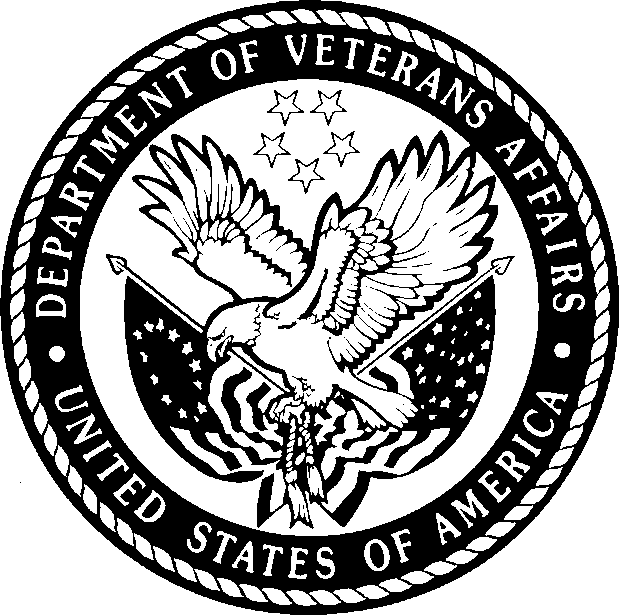 DEPARTMENT OF VETERANS AFFAIRS
UNITED STATES OF AMERICA